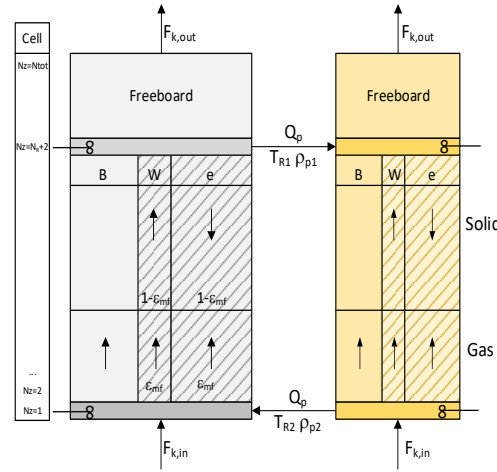 Cell
Nz=Ntot
Nz=Nₙ+2
...
Nz=2
Nz=1
Fk,out
Freeboard
B W e
1-εmf 1-εmf
εmf εmf
Fk,in
Qp
TR1 ρp1
Qp
TR2 ρp2
Fk,out
Freeboard
B W e
Solid
Gas
Fk,in